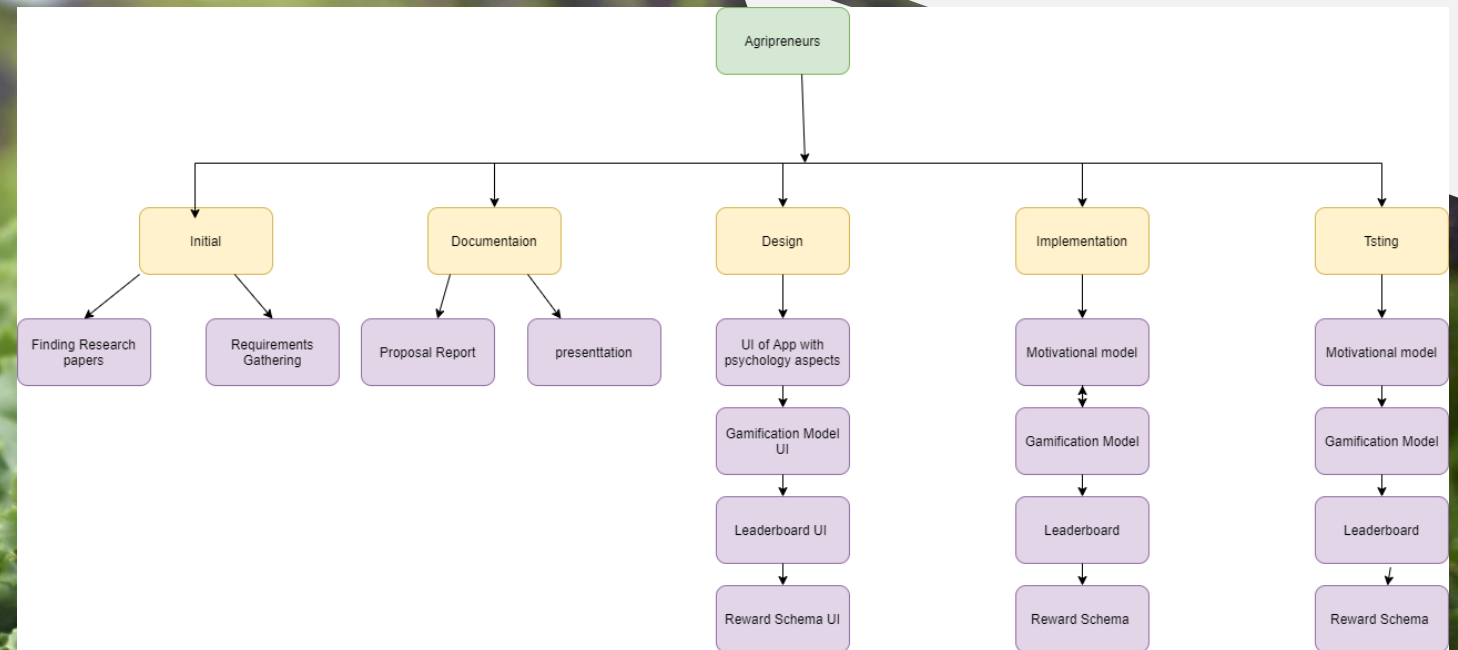 Agripreneurs
Initial
Documentaion
Design
Implementation
Tsting
Finding Research
papers
Requirements
Gathering
Proposal Report
presenttation
UI of App with
psychology aspects
Motivational model
Motivational model
Gamification Model
UI
Gamification Model
Gamification Model
Leaderboard UI
Leaderboard
Leaderboard
Reward Schema UI
Reward Schema
Reward Schema